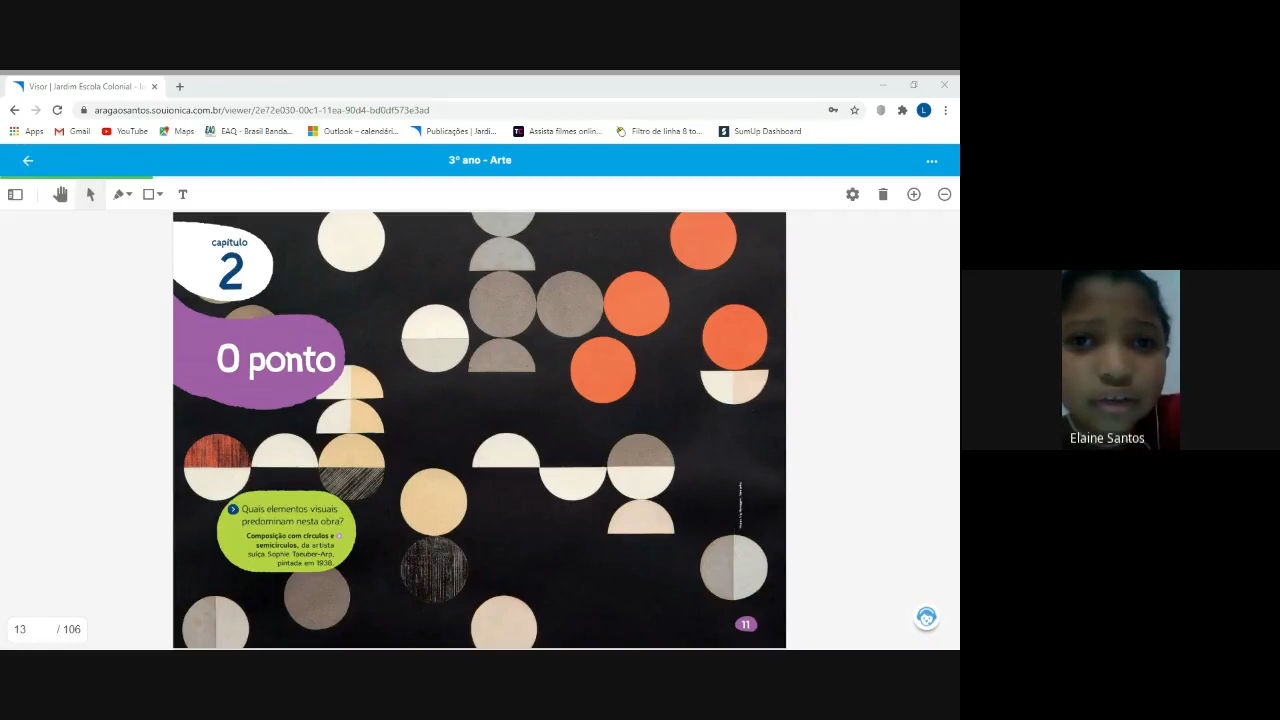 Visor | Jardim Escola Colonial - Io
aragaosantos.souionica.com.br/viewer/2e72e030-00c1-11ea-90d4-bd0df573e3ad
L
Apps Gmail YouTube Maps EAQ - Brasil Banda... Outlook – calendári... Publicações | Jardi... Assista filmes onlin... Filtro de linha 8 to... SumUp Dashboard
3º ano - Arte
T
capítulo
2
O ponto
Quais elementos visuais
predominam nesta obra?
Composição com círculos e
semicírculos, da artista
suíça Sophie Taeuber-Arp,
pintada em 1938.
11
13 / 106
Elaine Santos